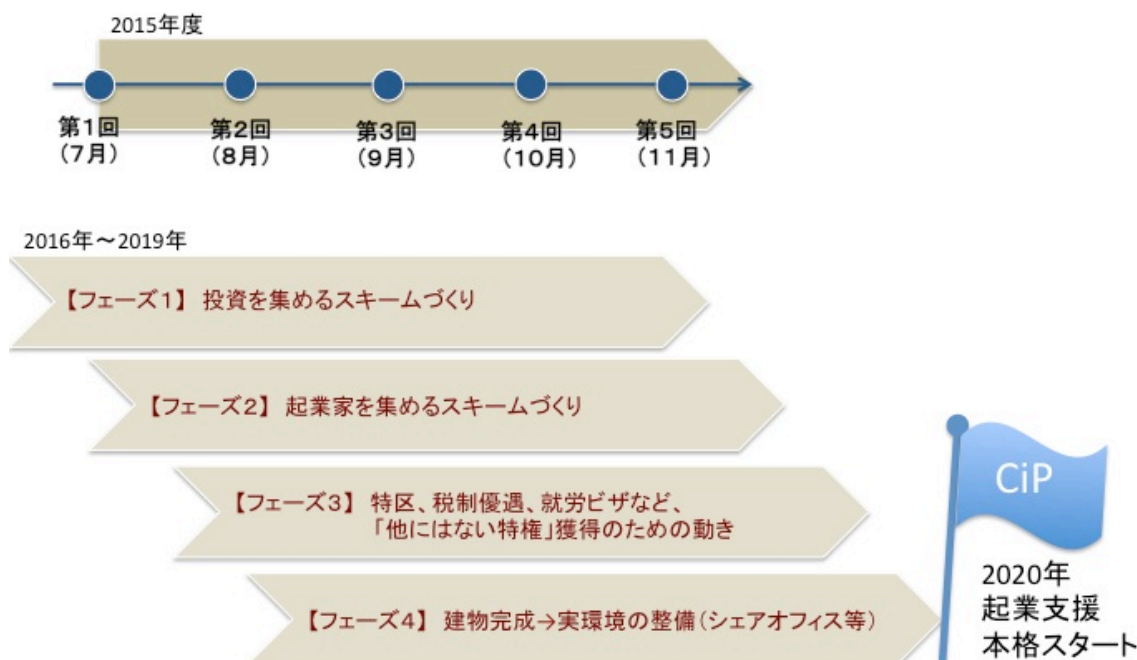 2015年度
第1回
(7月)
第2回
(8月)
第3回
(9月)
第4回
(10月)
第5回
(11月)
2016年～2019年
【フェーズ1】 投資を集めるスキームづくり
【フェーズ2】 起業家を集めるスキームづくり
【フェーズ3】 特区、税制優遇、就労ビザなど、
「他にはない特権」獲得のための動き
【フェーズ4】 建物完成→実環境の整備(シェアオフィス等)
CiP
2020年
起業支援
本格スタート